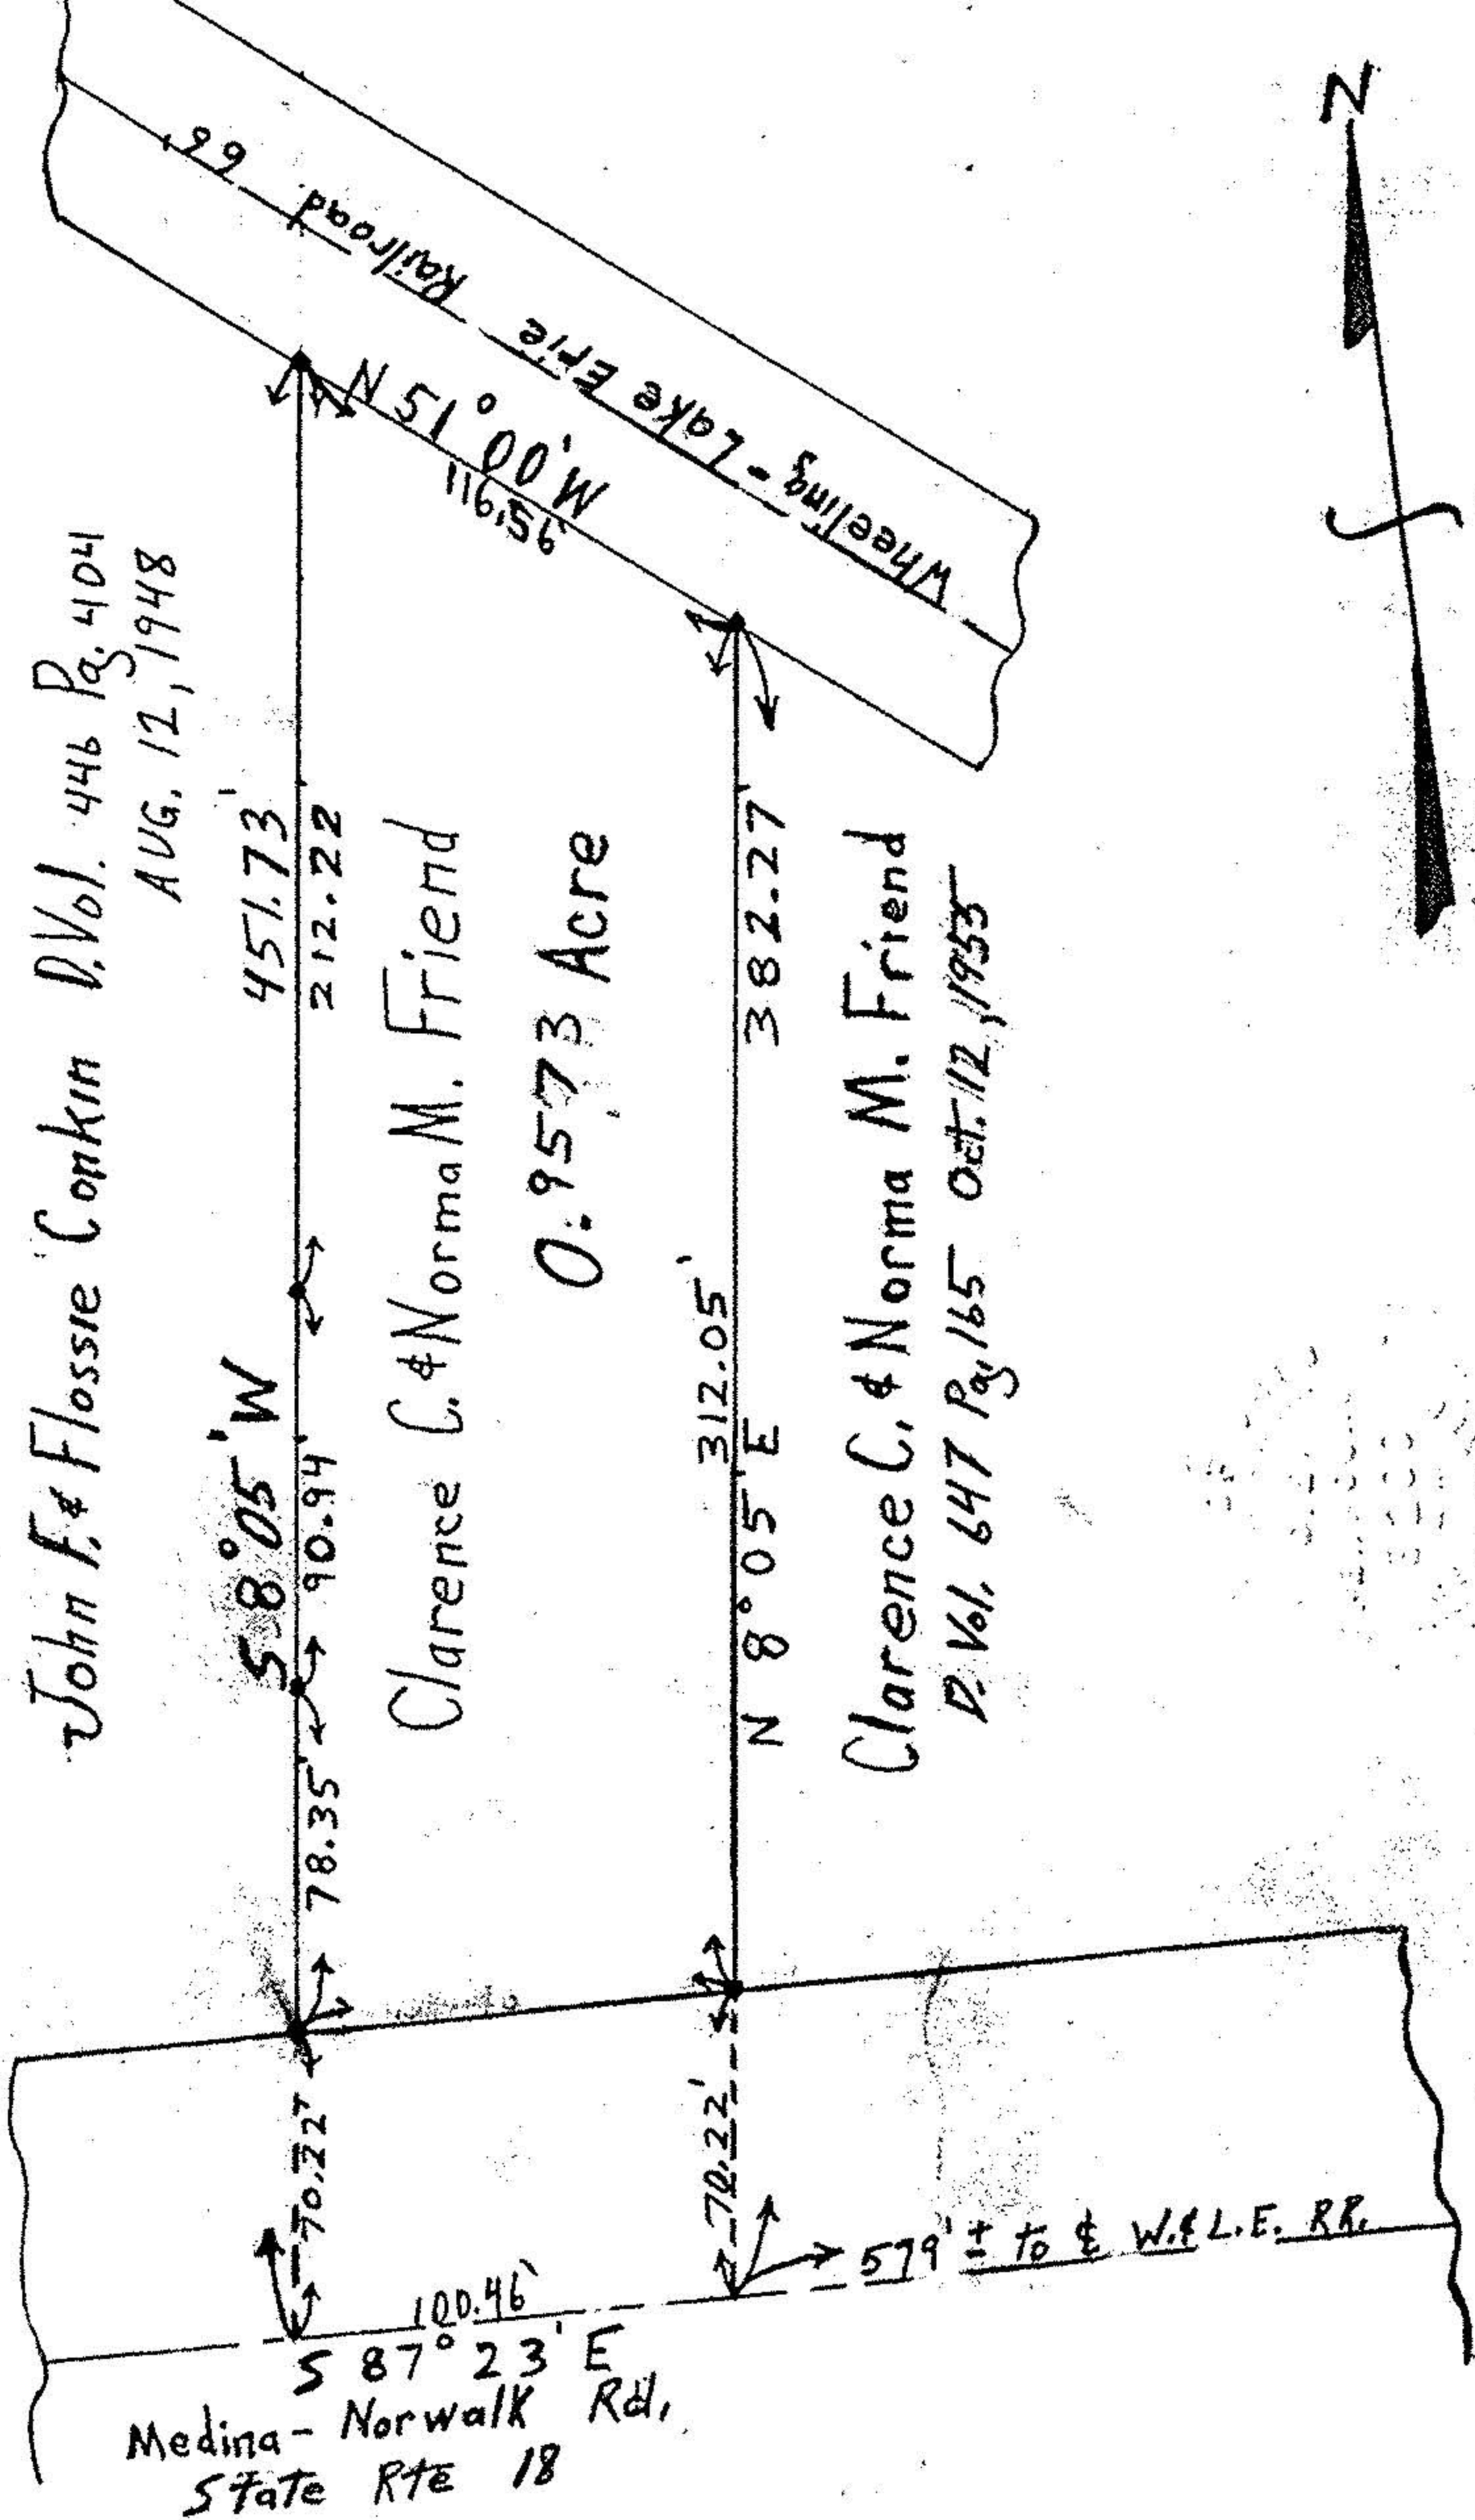 John F. & Flossie Conkin D.Vol. 446 Pg. 404
AUG. 12, 1948
S 8°05' W 451.73'
70.22'
78.35'
90.94'
212.22'
Clarence C. & Norma M. Friend
0.9573 Acre
N 51° 00' W
116.95'
Wheeling - Lake Erie Railroad 66'
312.05'
70.22'
N 8° 05' E 382.27'
Clarence C. & Norma M. Friend
D. Vol. 647 Pg. 165 Oct. 12, 1955
N
100.46'
S 87° 23' E
579' ± to ℄ W. & L.E. RR.
Medina - Norwalk Rd.
State Rte 18